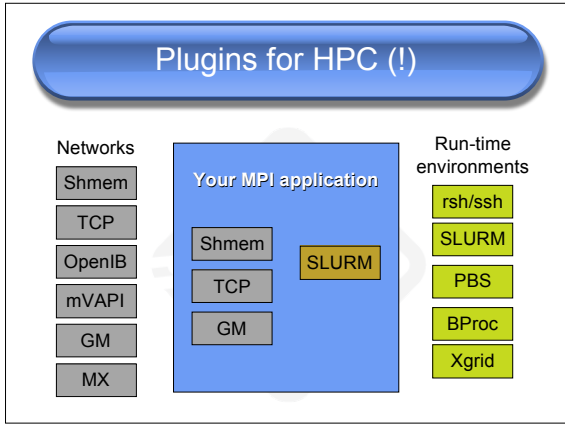 Plugins for HPC (!)
Networks
Shmem
TCP
OpenIB
mVAPI
GM
MX
Your MPI application
Shmem
TCP
GM
SLURM
Run-time
environments
rsh/ssh
SLURM
PBS
BProc
Xgrid